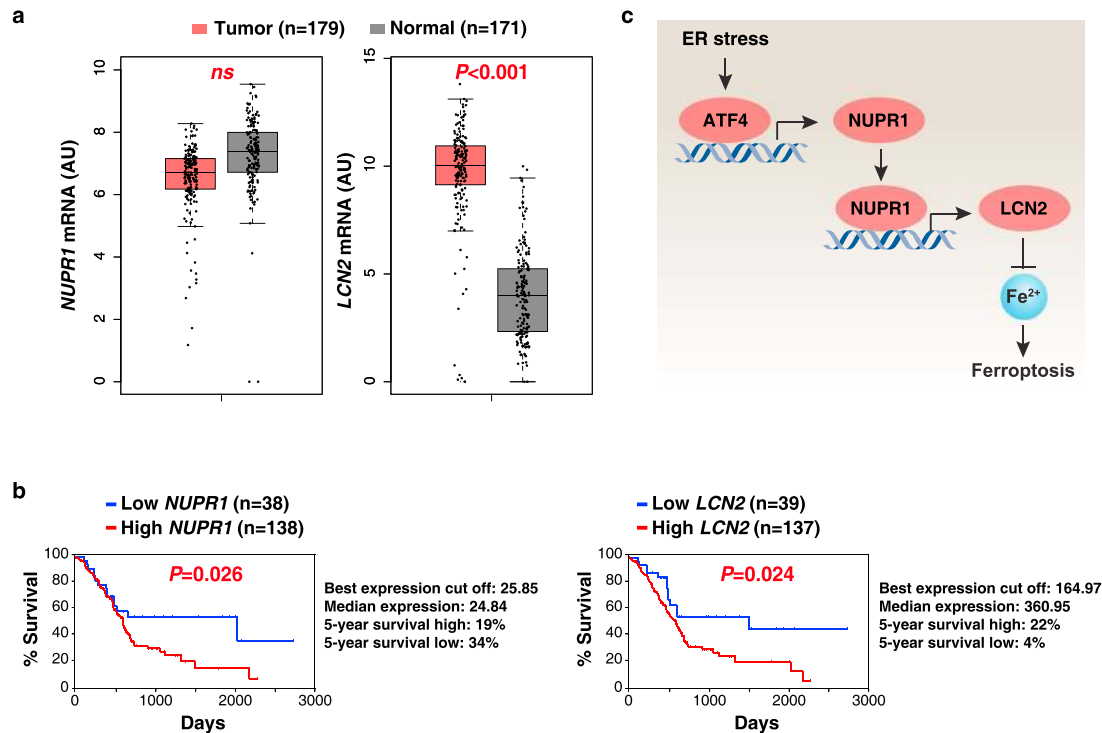 a
Tumor (n=179) Normal (n=171)
NUPR1 mRNA (AU)
10
8
6
4
2
0
ns
LCN2 mRNA (AU)
15
10
5
0
P<0.001
c
ER stress
ATF4
NUPR1
NUPR1
LCN2
Fe²⁺
Ferroptosis
b
Low NUPR1 (n=38)
High NUPR1 (n=138)
% Survival
100
80
60
40
20
0
P=0.026
0 1000 2000 3000
Days
Best expression cut off: 25.85
Median expression: 24.84
5-year survival high: 19%
5-year survival low: 34%
Low LCN2 (n=39)
High LCN2 (n=137)
% Survival
100
80
60
40
20
0
P=0.024
0 1000 2000 3000
Days
Best expression cut off: 164.97
Median expression: 360.95
5-year survival high: 22%
5-year survival low: 4%